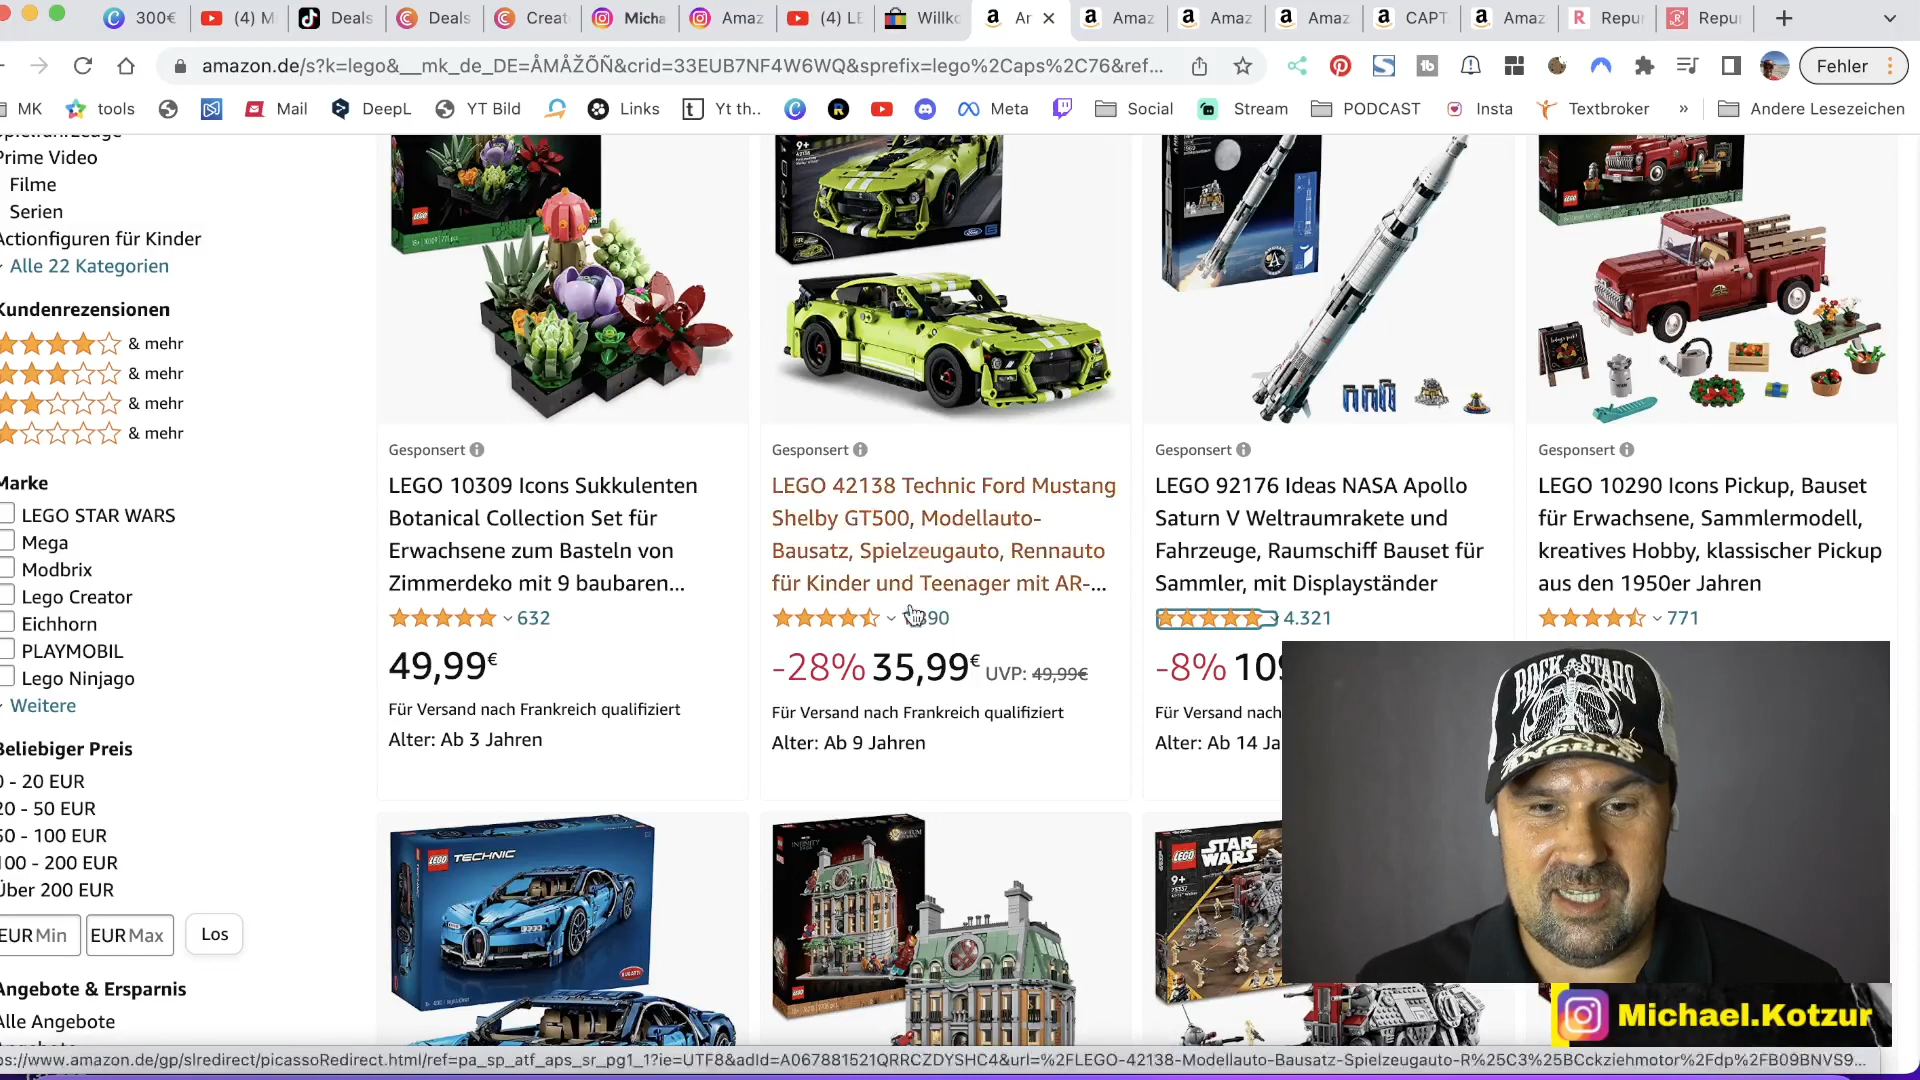 300€
(4) M
Deals
Deals
Creat
Micha
Amaz
(4) LE
Willko
Ar
Amaz
Amaz
Amaz
CAPT
Amaz
Repu
Repu
amazon.de/s?k=lego&__mk_de_DE=ÅMÅŽÕÑ&crid=33EUB7NF4W6WQ&sprefix=lego%2Caps%2C76&ref...
Fehler
MK
tools
Mail
DeepL
YT Bild
Links
Yt th..
Meta
Social
Stream
PODCAST
Insta
Textbroker
»
Andere Lesezeichen
Spielfahrzeuge
Prime Video
Filme
Serien
Actionfiguren für Kinder
Alle 22 Kategorien
Kundenrezensionen
& mehr
& mehr
& mehr
& mehr
Marke
LEGO STAR WARS
Mega
Modbrix
Lego Creator
Eichhorn
PLAYMOBIL
Lego Ninjago
Weitere
Beliebiger Preis
0 - 20 EUR
20 - 50 EUR
50 - 100 EUR
100 - 200 EUR
Über 200 EUR
EUR Min
EUR Max
Los
Angebote & Ersparnis
Alle Angebote
Gesponsert
LEGO 10309 Icons Sukkulenten
Botanical Collection Set für
Erwachsene zum Basteln von
Zimmerdeko mit 9 baubaren...
632
49,99€
Für Versand nach Frankreich qualifiziert
Alter: Ab 3 Jahren
Gesponsert
LEGO 42138 Technic Ford Mustang
Shelby GT500, Modellauto-
Bausatz, Spielzeugauto, Rennauto
für Kinder und Teenager mit AR-...
390
-28% 35,99€ UVP: 49,99€
Für Versand nach Frankreich qualifiziert
Alter: Ab 9 Jahren
Gesponsert
LEGO 92176 Ideas NASA Apollo
Saturn V Weltraumrakete und
Fahrzeuge, Raumschiff Bauset für
Sammler, mit Displayständer
4.321
-8% 109
Für Versand nach
Alter: Ab 14 Ja
Gesponsert
LEGO 10290 Icons Pickup, Bauset
für Erwachsene, Sammlermodell,
kreatives Hobby, klassischer Pickup
aus den 1950er Jahren
771
LEGO TECHNIC
BUGATTI
LEGO
LEGO STAR WARS
9+
75337
ROCK STARS
ANGELS
Michael.Kotzur
ps://www.amazon.de/gp/slredirect/picassoRedirect.html/ref=pa_sp_atf_aps_sr_pg1_1?ie=UTF8&adId=A067881521QRRCZDYSHC4&url=%2FLEGO-42138-Modellauto-Bausatz-Spielzeugauto-R%25C3%25BCckziehmotor%2Fdp%2FB09BNVS9...